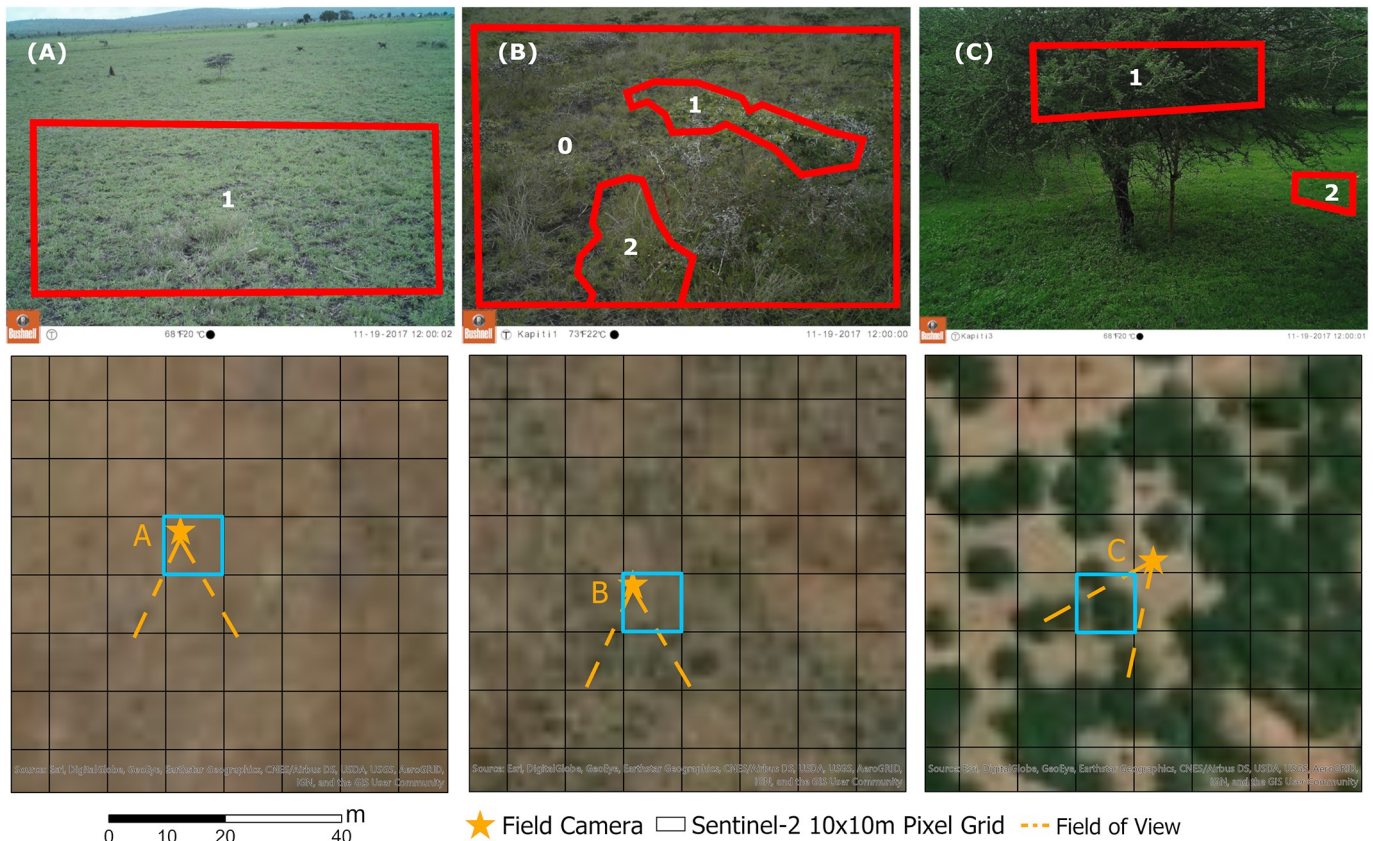 (A)
1
Bushnell
T
68°F20 °C
11-19-2017 12:00:02
(B)
0
1
2
Bushnell
T Kapiti1 73°F22°C
11-19-2017 12:00:00
(C)
1
2
Bushnell
T Kapiti3
68°F20 °C
11-19-2017 12:00:01
A
Source: Esri, DigitalGlobe, GeoEye, Earthstar Geographics, CNES/Airbus DS, USDA, USGS, AeroGRID,
IGN, and the GIS User Community
B
Source: Esri, DigitalGlobe, GeoEye, Earthstar Geographics, CNES/Airbus DS, USDA, USGS, AeroGRID,
IGN, and the GIS User Community
C
Source: Esri, DigitalGlobe, GeoEye, Earthstar Geographics, CNES/Airbus DS, USDA, USGS, AeroGRID,
IGN, and the GIS User Community
m
0 10 20 40
Field Camera
Sentinel-2 10x10m Pixel Grid
Field of View